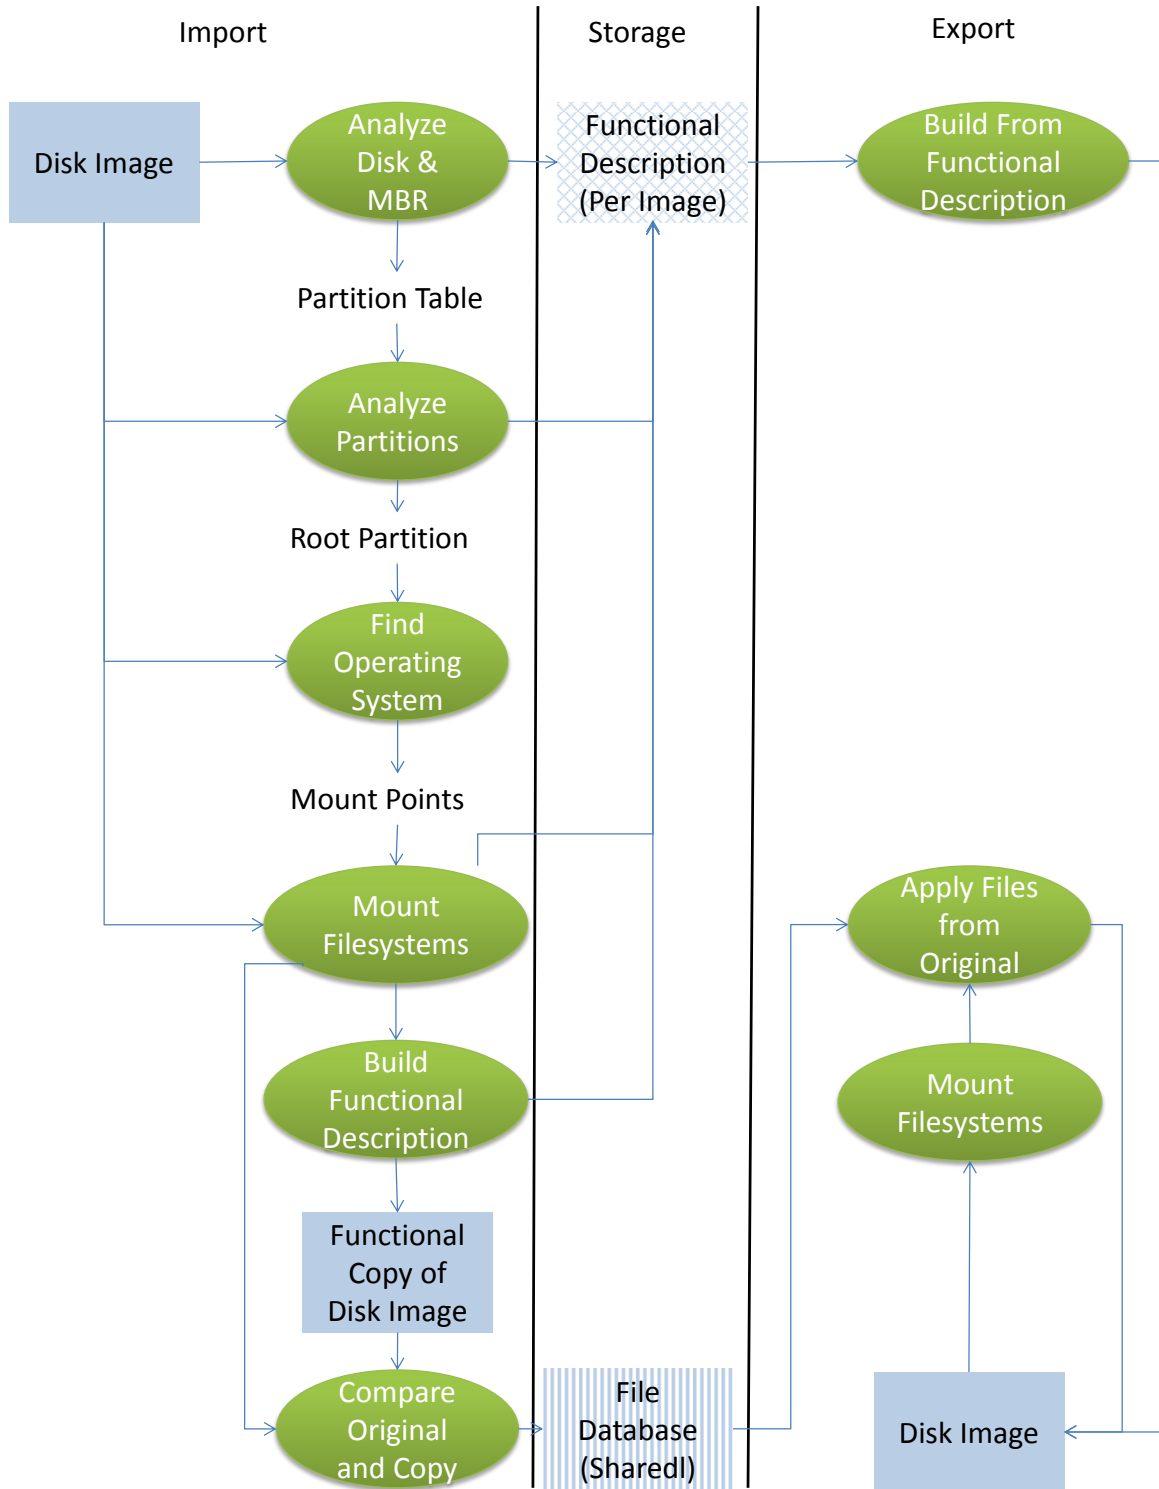 Import
Storage
Export
Disk Image
Analyze
Disk &
MBR
Functional
Description
(Per Image)
Build From
Functional
Description
Partition Table
Analyze
Partitions
Root Partition
Find
Operating
System
Mount Points
Mount
Filesystems
Apply Files
from
Original
Build
Functional
Description
Mount
Filesystems
Functional
Copy of
Disk Image
Compare
Original
and Copy
File
Database
(Sharedl)
Disk Image